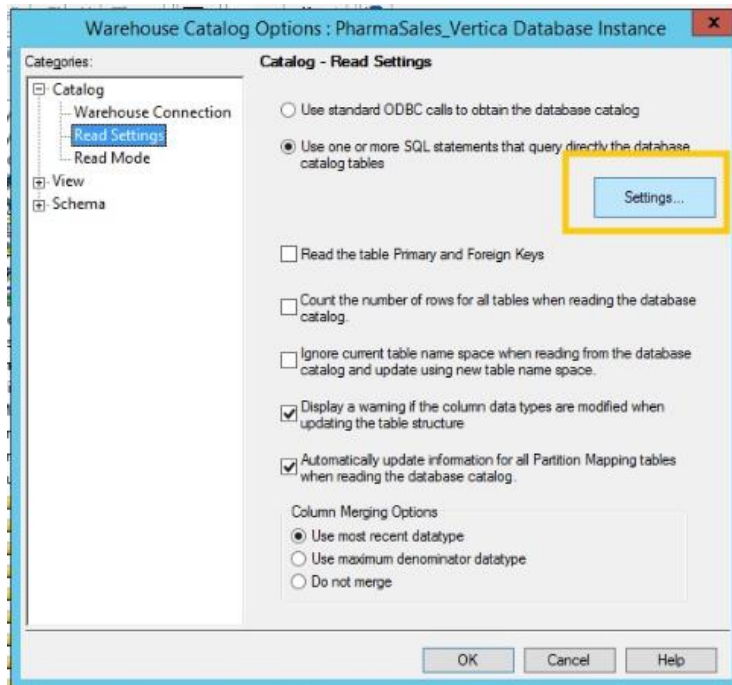 Warehouse Catalog Options : PharmaSales_Vertica Database Instance
x
Categories:
Catalog
Warehouse Connection
Read Settings
Read Mode
View
Schema
Catalog - Read Settings
Use standard ODBC calls to obtain the database catalog
Use one or more SQL statements that query directly the database
catalog tables
Settings...
Read the table Primary and Foreign Keys
Count the number of rows for all tables when reading the database
catalog.
Ignore current table name space when reading from the database
catalog and update using new table name space.
Display a warning if the column data types are modified when
updating the table structure
Automatically update information for all Partition Mapping tables
when reading the database catalog.
Column Merging Options
Use most recent datatype
Use maximum denominator datatype
Do not merge
OK
Cancel
Help